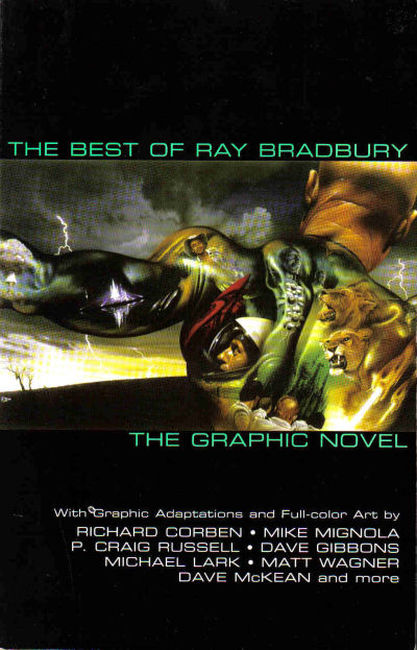 THE BEST OF RAY BRADBURY
THE GRAPHIC NOVEL
With Graphic Adaptations and Full-color Art by
RICHARD CORBEN • MIKE MIGNOLA
P. CRAIG RUSSELL • DAVE GIBBONS
MICHAEL LARK • MATT WAGNER
DAVE McKEAN and more